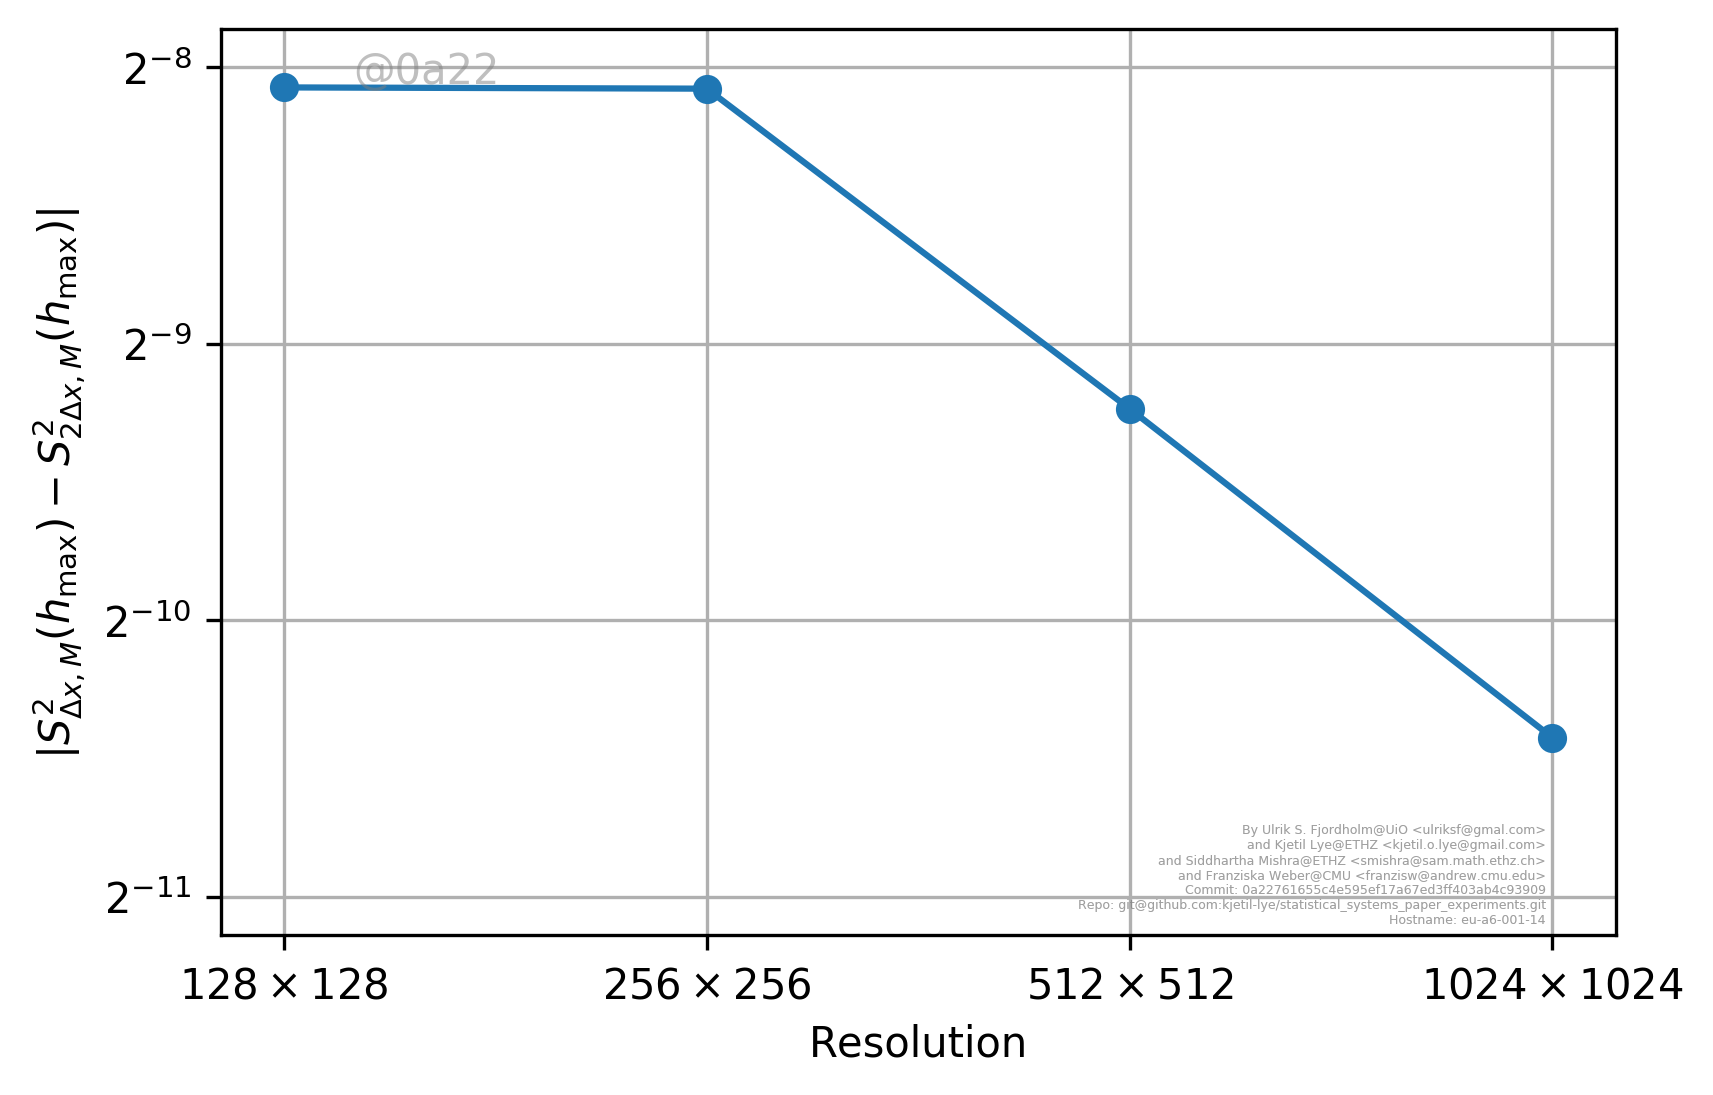 @0a22
2⁻⁸
2⁻⁹
2⁻¹⁰
2⁻¹¹
|S²_{Δx, M}(h_max) − S²_{2Δx, M}(h_max)|
By Ulrik S. Fjordholm@UiO <ulriksf@gmal.com>
and Kjetil Lye@ETHZ <kjetil.o.lye@gmail.com>
and Siddhartha Mishra@ETHZ <smishra@sam.math.ethz.ch>
and Franziska Weber@CMU <franzisw@andrew.cmu.edu>
Commit: 0a22761655c4e595ef17a67ed3ff403ab4c93909
Repo: git@github.com:kjetil-lye/statistical_systems_paper_experiments.git
Hostname: eu-a6-001-14
128 × 128 256 × 256 512 × 512 1024 × 1024
Resolution